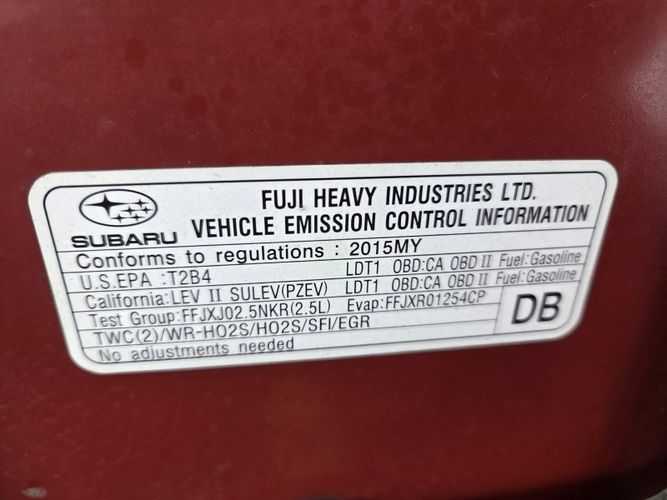 FUJI HEAVY INDUSTRIES LTD.
SUBARU VEHICLE EMISSION CONTROL INFORMATION
Conforms to regulations : 2015MY
U.S.EPA :T2B4 LDT1 OBD:CA OBD II Fuel:Gasoline
California:LEV II SULEV(PZEV) LDT1 OBD:CA OBD II Fuel:Gasoline
Test Group:FFJXJ02.5NKR(2.5L) Evap:FFJXR01254CP
TWC(2)/WR-HO2S/HO2S/SFI/EGR DB
No adjustments needed